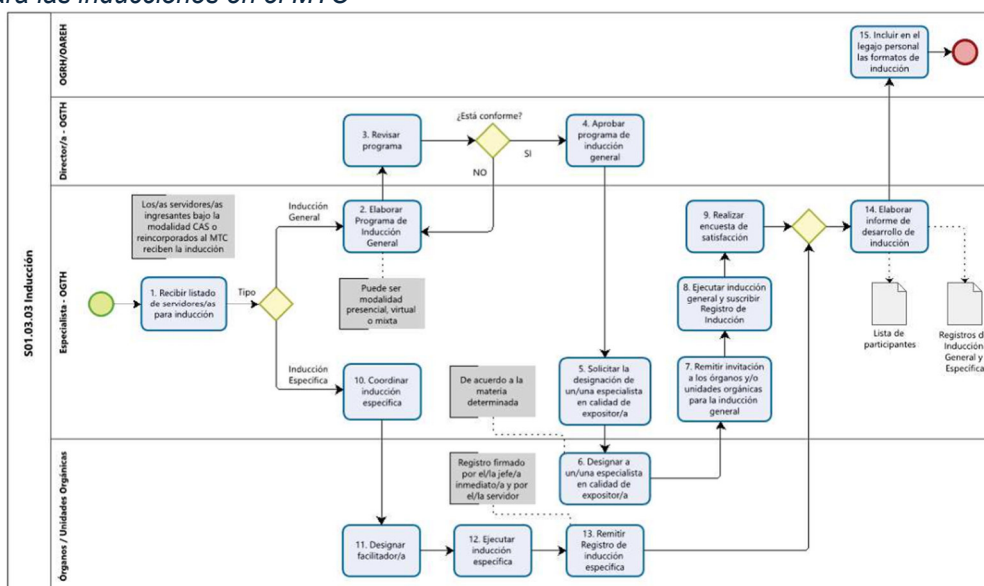 para las inducciones en el MTC
S01.03.03 Inducción
OGRH/OAREH
15. Incluir en el
legajo personal
las formatos de
inducción
Director/a - OGTH
3. Revisar
programa
¿Está conforme?
SI
NO
4. Aprobar
programa de
inducción
general
Especialista - OGTH
Los/as servidores/as
ingresantes bajo la
modalidad CAS o
reincorporados al MTC
reciben la inducción
1. Recibir listado
de servidores/as
para inducción
Tipo
Inducción
General
2. Elaborar
Programa de
Inducción
General
Puede ser
modalidad
presencial, virtual
o mixta
Inducción
Específica
10. Coordinar
inducción
específica
De acuerdo a la
materia
determinada
5. Solicitar la
designación de
un/una especialista
en calidad de
expositor/a
9. Realizar
encuesta de
satisfacción
8. Ejecutar inducción
general y suscribir
Registro de
Inducción
7. Remitir invitación
a los órganos y/o
unidades orgánicas
para la inducción
general
14. Elaborar
informe de
desarrollo de
inducción
Lista de
participantes
Registros de
Inducción
General y
Específica
Órganos / Unidades Orgánicas
Registro firmado
por el/la jefe/a
inmediato/a y por
el/la servidor
6. Designar a
un/una especialista
en calidad de
expositor/a
11. Designar
facilitador/a
12. Ejecutar
inducción
específica
13. Remitir
Registro de
inducción
específica